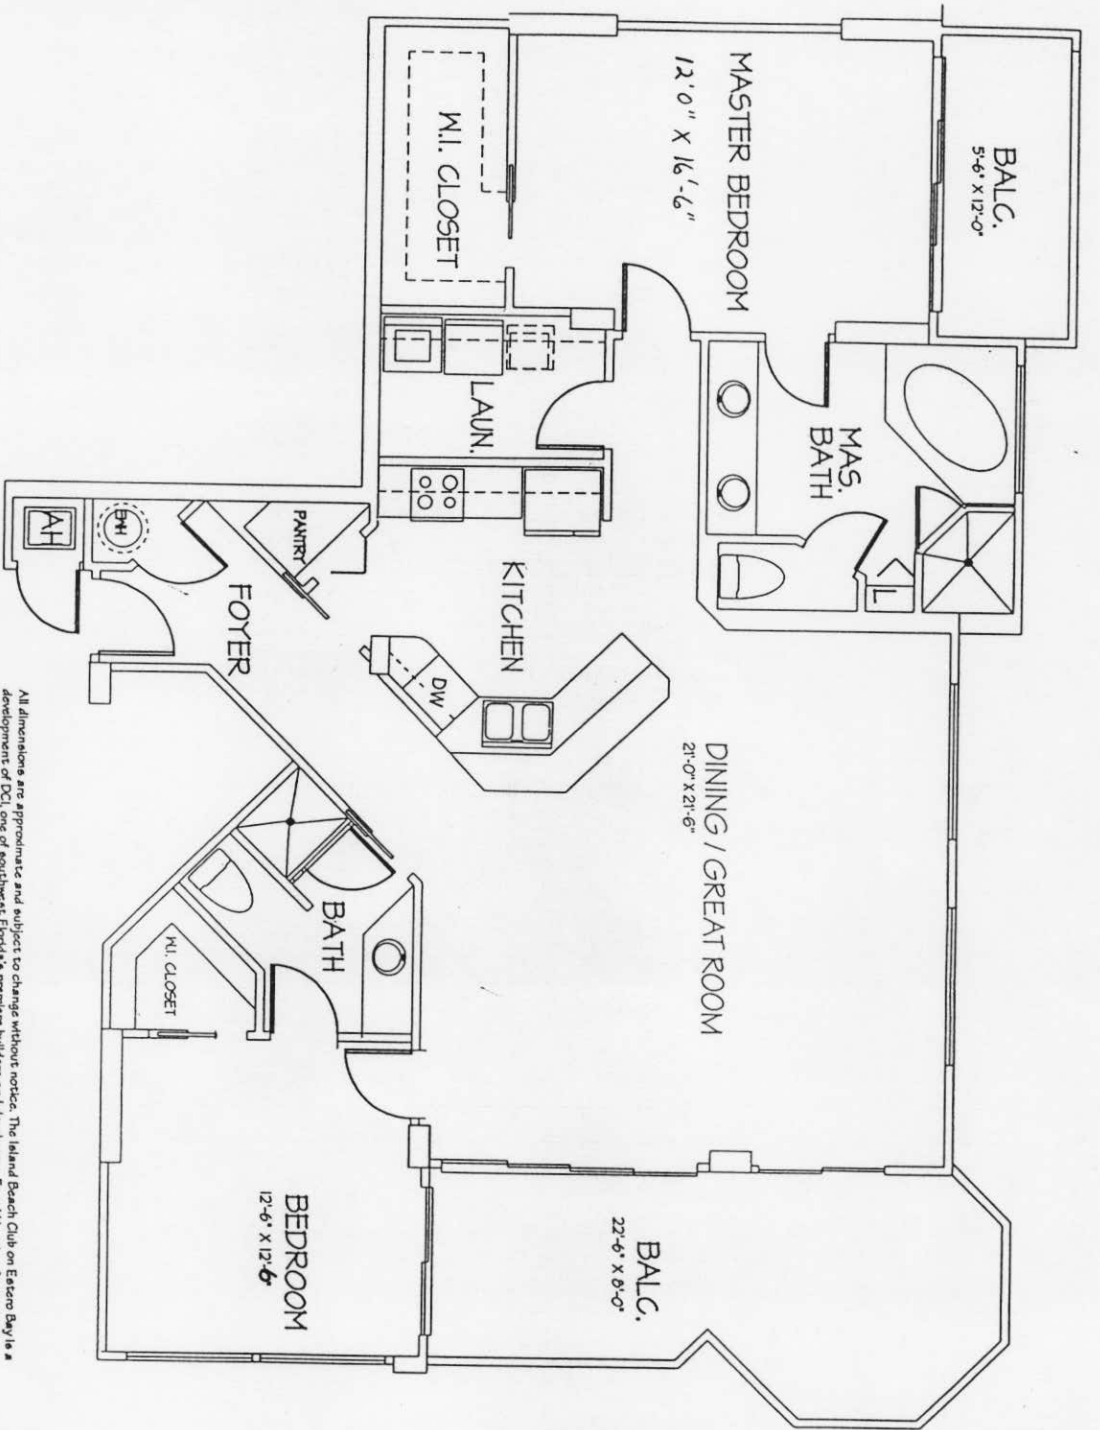 BALC.
5'-6" X 12'-0"
MASTER BEDROOM
12'0" X 16'-6"
W.I. CLOSET
MAS.
BATH
L
LAUN.
KITCHEN
DW
PANTRY
EWH
AH
FOYER
DINING / GREAT ROOM
21'-0" X 21'-6"
BATH
W.I. CLOSET
BEDROOM
12'-6" X 12'-6"
BALC.
22'-6" X 8'-0"
All dimensions are approximate and subject to change without notice. The Island Beach Club on Estero Bay is a
development of DCI, one of southwest Florida's premiere builders and